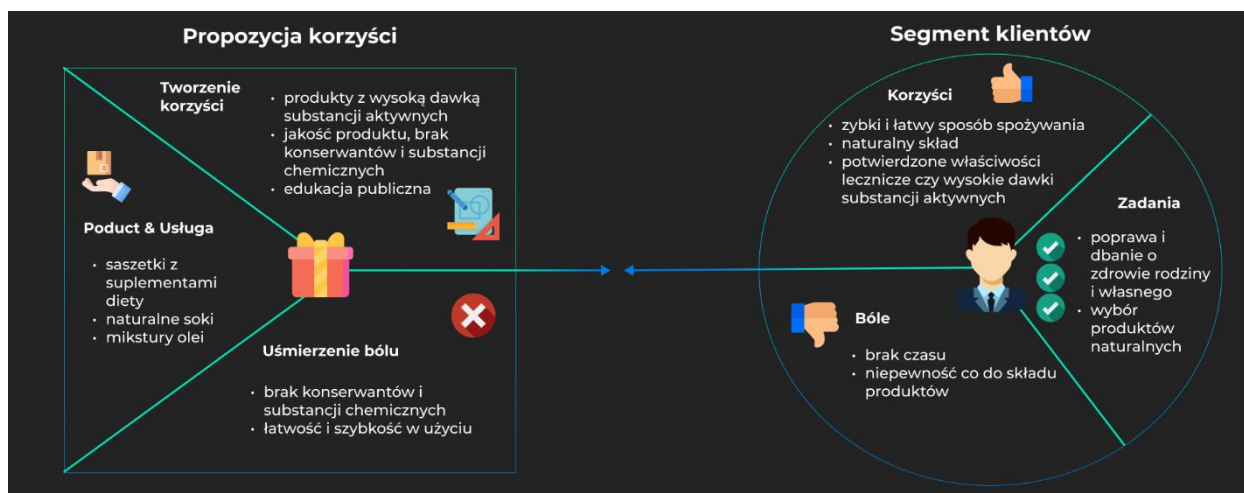 Propozycja korzyści
Tworzenie
korzyści
• produkty z wysoką dawką
substancji aktywnych
• jakość produktu, brak
konserwantów i substancji
chemicznych
• edukacja publiczna
Poduct & Usługa
• saszetki z
suplementami
diety
• naturalne soki
• mikstury olei
Uśmierzenie bólu
• brak konserwantów i
substancji chemicznych
• łatwość i szybkość w użyciu
Segment klientów
Korzyści
• zybki i łatwy sposób spożywania
• naturalny skład
• potwierdzone właściwości
lecznicze czy wysokie dawki
substancji aktywnych
Zadania
• poprawa i
dbanie o
zdrowie rodziny
i własnego
• wybór
produktów
naturalnych
Bóle
• brak czasu
• niepewność co do składu
produktów